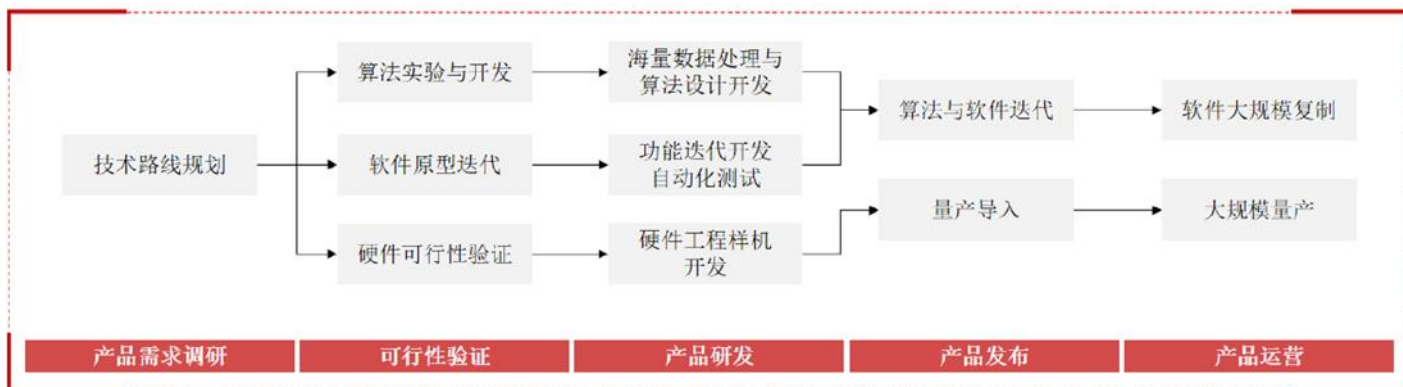 算法实验与开发
海量数据处理与
算法设计开发
算法与软件迭代
软件大规模复制
技术路线规划
软件原型迭代
功能迭代开发
自动化测试
量产导入
大规模量产
硬件可行性验证
硬件工程样机
开发
产品需求调研
可行性验证
产品研发
产品发布
产品运营